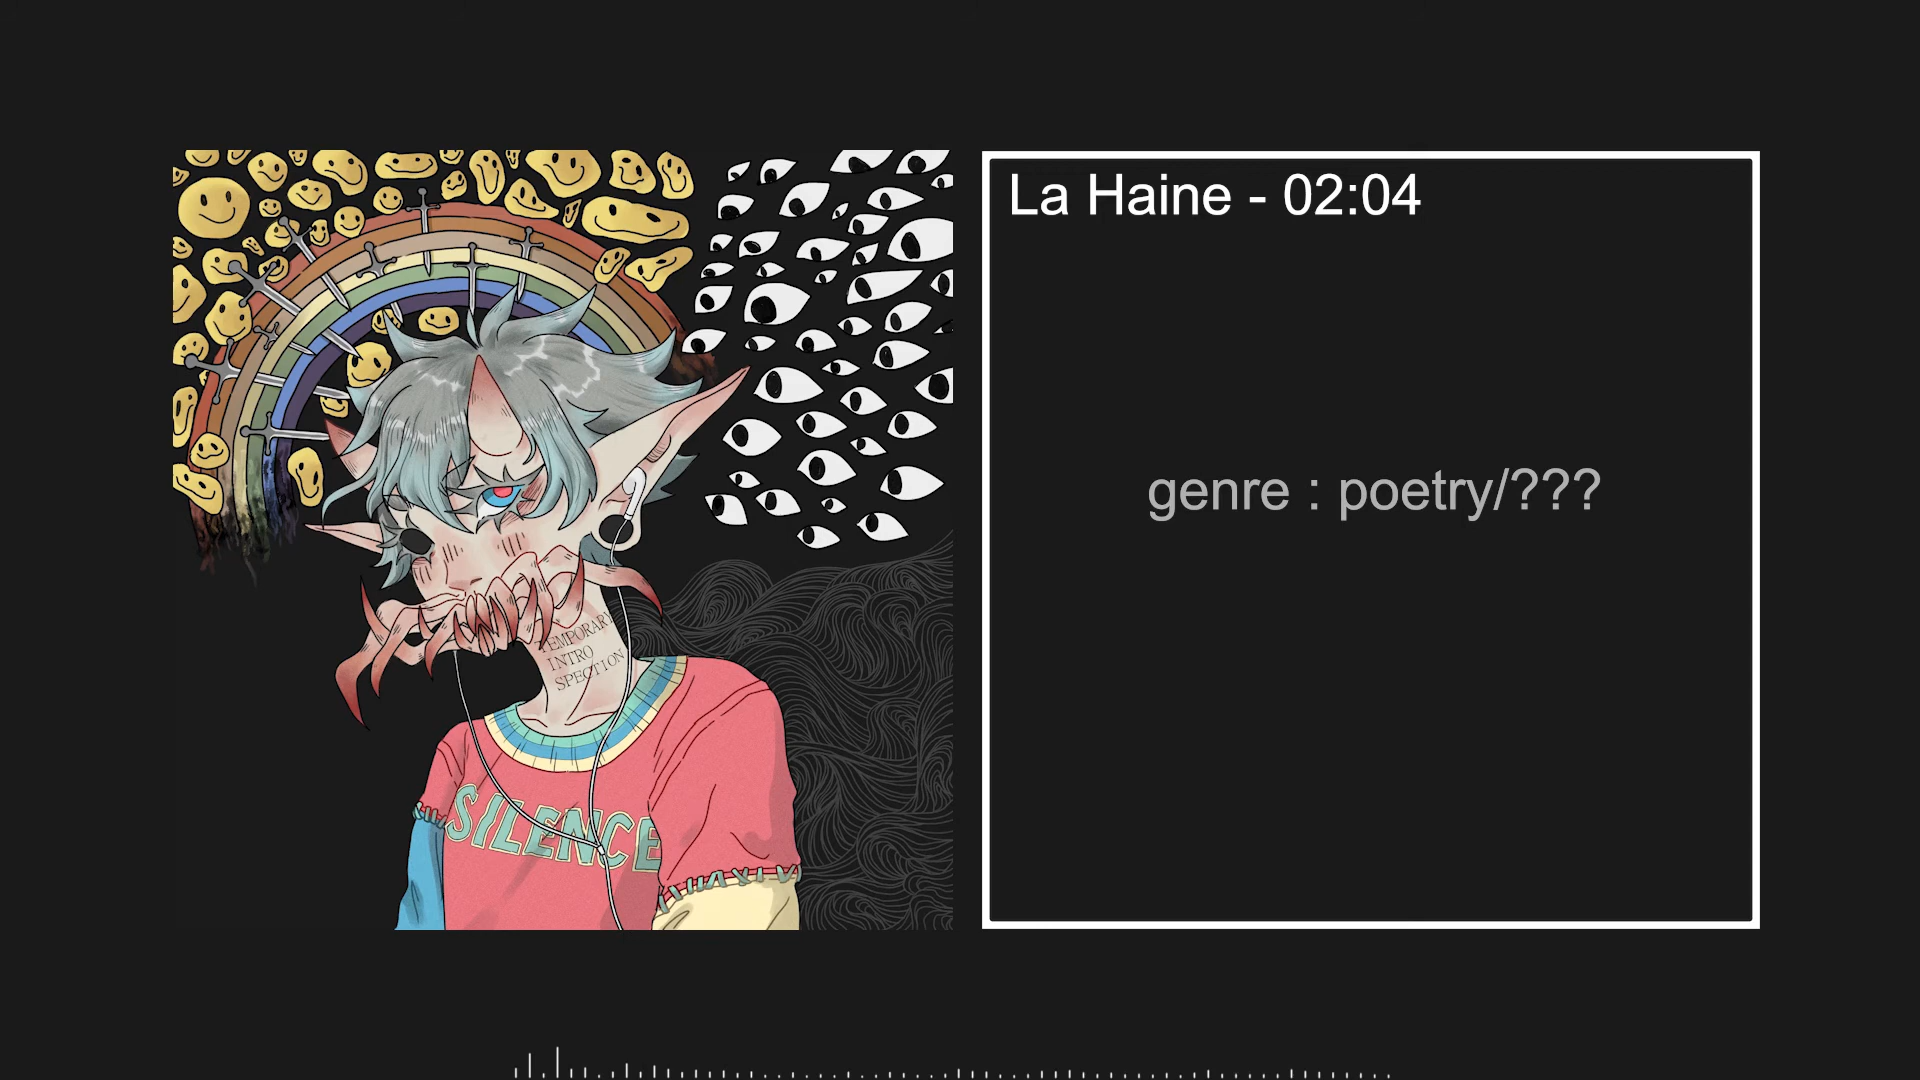 La Haine - 02:04
genre : poetry/???
TEMPORARY
INTRO
SPECTION
SILENCE